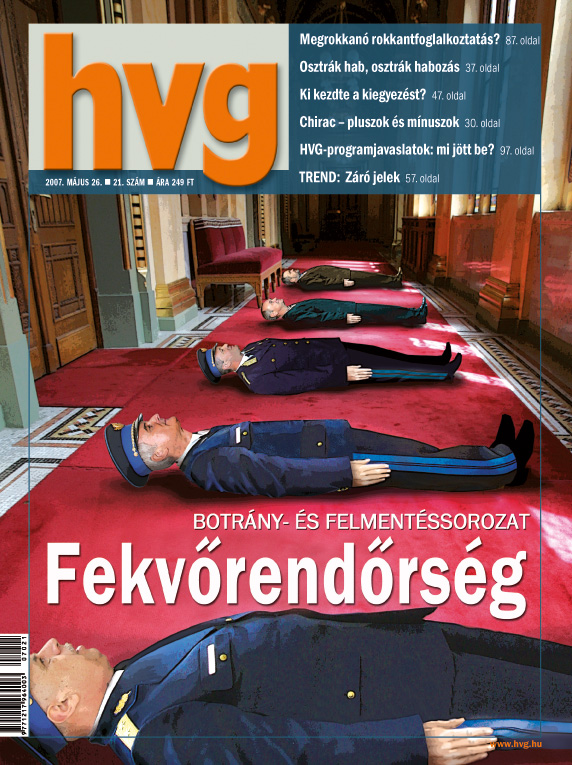 hvg
2007. MÁJUS 26. ■ 21. SZÁM ■ ÁRA 249 FT
Megrokkanó rokkantfoglalkoztatás? 87. oldal
Osztrák hab, osztrák habozás 37. oldal
Ki kezdte a kiegyezést? 47. oldal
Chirac – pluszok és mínuszok 30. oldal
HVG-programjavaslatok: mi jött be? 97. oldal
TREND: Záró jelek 57. oldal
BOTRÁNY- ÉS FELMENTÉSSOROZAT
Fekvőrendőrség
07021
9771217964003
www.hvg.hu